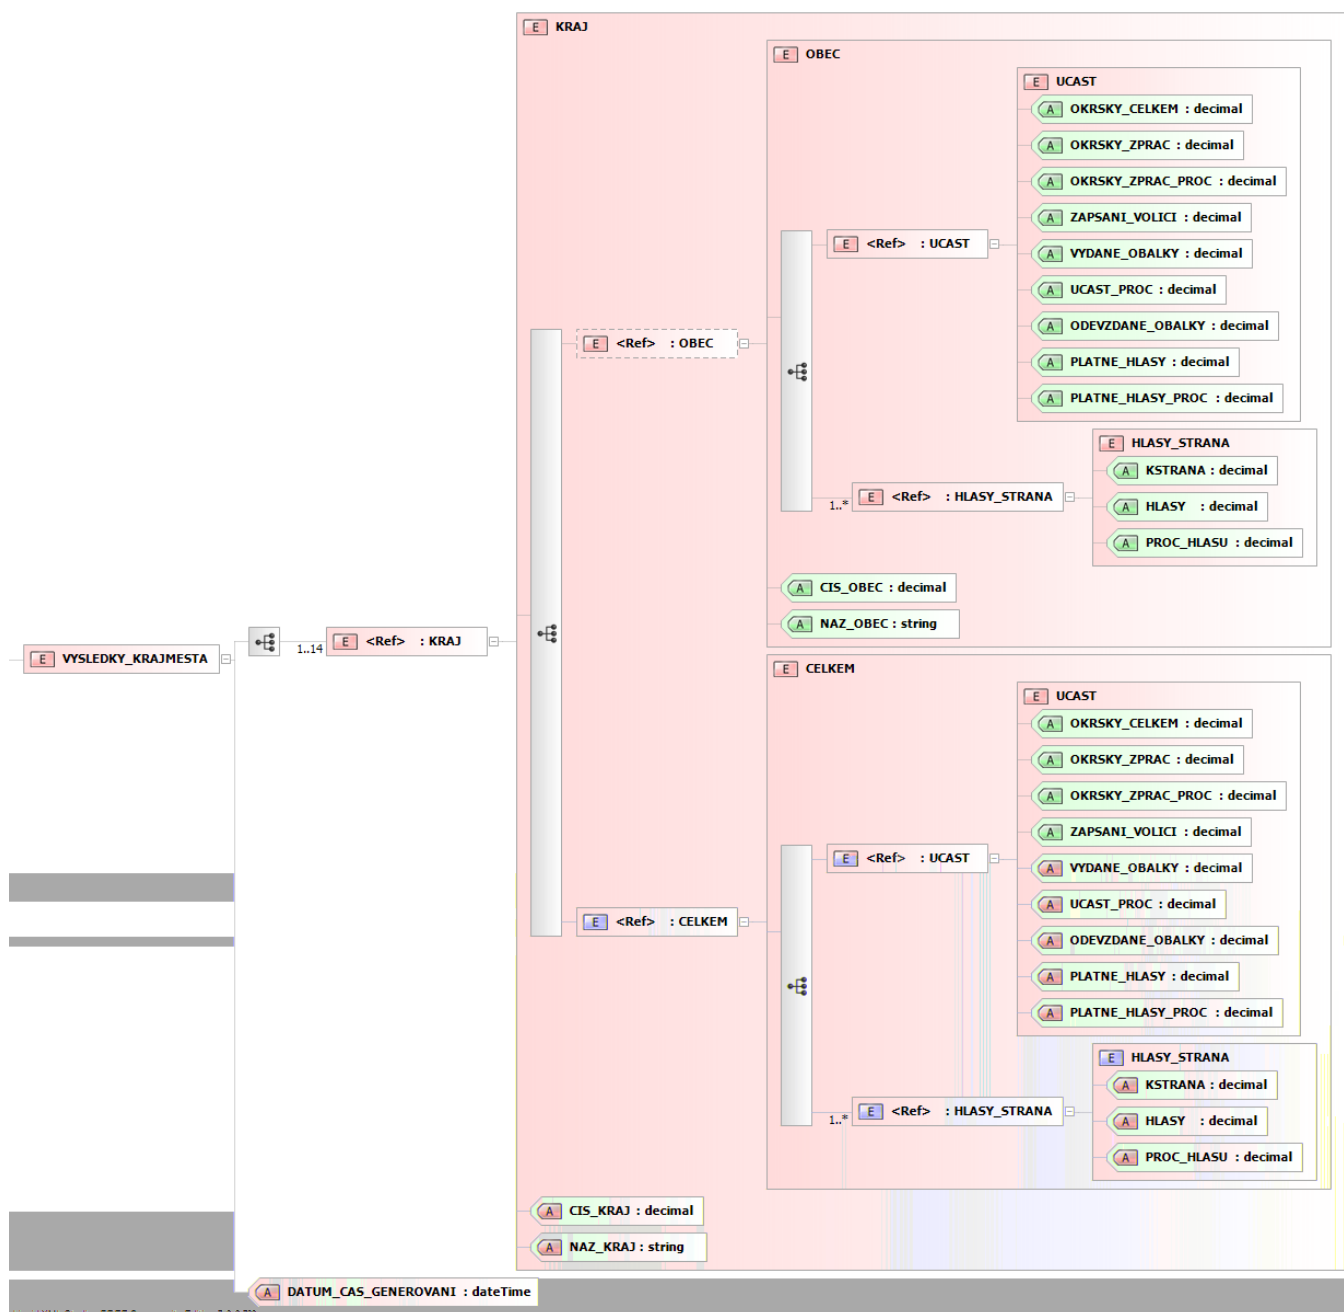 E KRAJ
E OBEC
E UCAST
A OKRSKY_CELKEM : decimal
A OKRSKY_ZPRAC : decimal
A OKRSKY_ZPRAC_PROC : decimal
A ZAPSANI_VOLICI : decimal
A VYDANE_OBALKY : decimal
E <Ref> : UCAST
A UCAST_PROC : decimal
A ODEVZDANE_OBALKY : decimal
E <Ref> : OBEC
A PLATNE_HLASY : decimal
A PLATNE_HLASY_PROC : decimal
E HLASY_STRANA
A KSTRANA : decimal
1..* E <Ref> : HLASY_STRANA
A HLASY : decimal
A PROC_HLASU : decimal
A CIS_OBEC : decimal
A NAZ_OBEC : string
E VYSLEDKY_KRAJMESTA
1..14 E <Ref> : KRAJ
E CELKEM
E UCAST
A OKRSKY_CELKEM : decimal
A OKRSKY_ZPRAC : decimal
A OKRSKY_ZPRAC_PROC : decimal
A ZAPSANI_VOLICI : decimal
E <Ref> : UCAST
A VYDANE_OBALKY : decimal
A UCAST_PROC : decimal
E <Ref> : CELKEM
A ODEVZDANE_OBALKY : decimal
A PLATNE_HLASY : decimal
A PLATNE_HLASY_PROC : decimal
E HLASY_STRANA
A KSTRANA : decimal
1..* E <Ref> : HLASY_STRANA
A HLASY : decimal
A PROC_HLASU : decimal
A CIS_KRAJ : decimal
A NAZ_KRAJ : string
A DATUM_CAS_GENEROVANI : dateTime